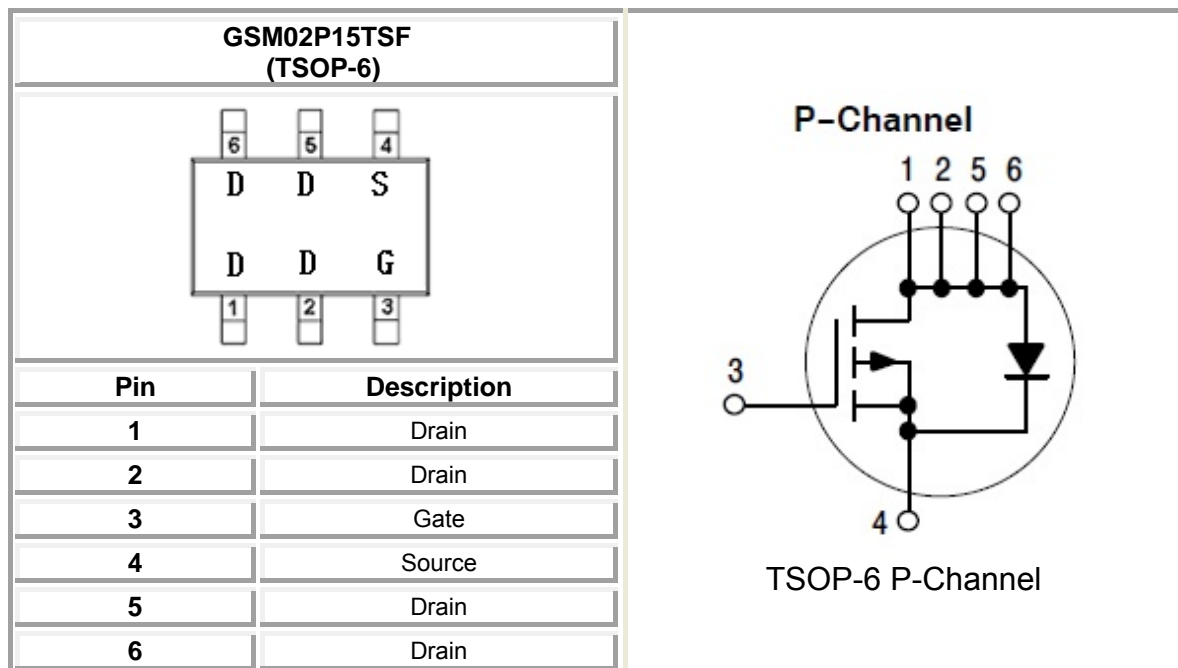 GSM02P15TSF
(TSOP-6)
6 5 4
D D S
D D G
1 2 3
Pin Description
1 Drain
2 Drain
3 Gate
4 Source
5 Drain
6 Drain
P-Channel
1 2 5 6
3
4
TSOP-6 P-Channel